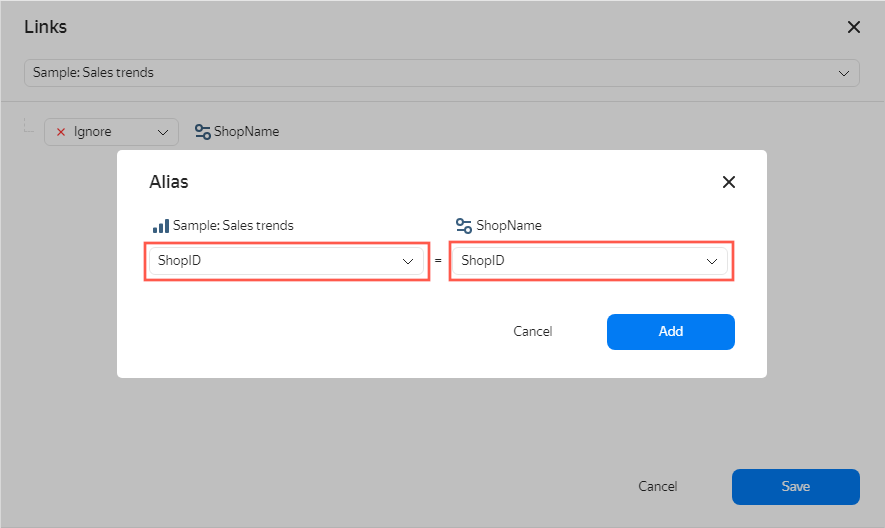 Links
Sample: Sales trends
Ignore ShopName
Alias
Sample: Sales trends ShopName
ShopID = ShopID
Cancel Add
Cancel Save